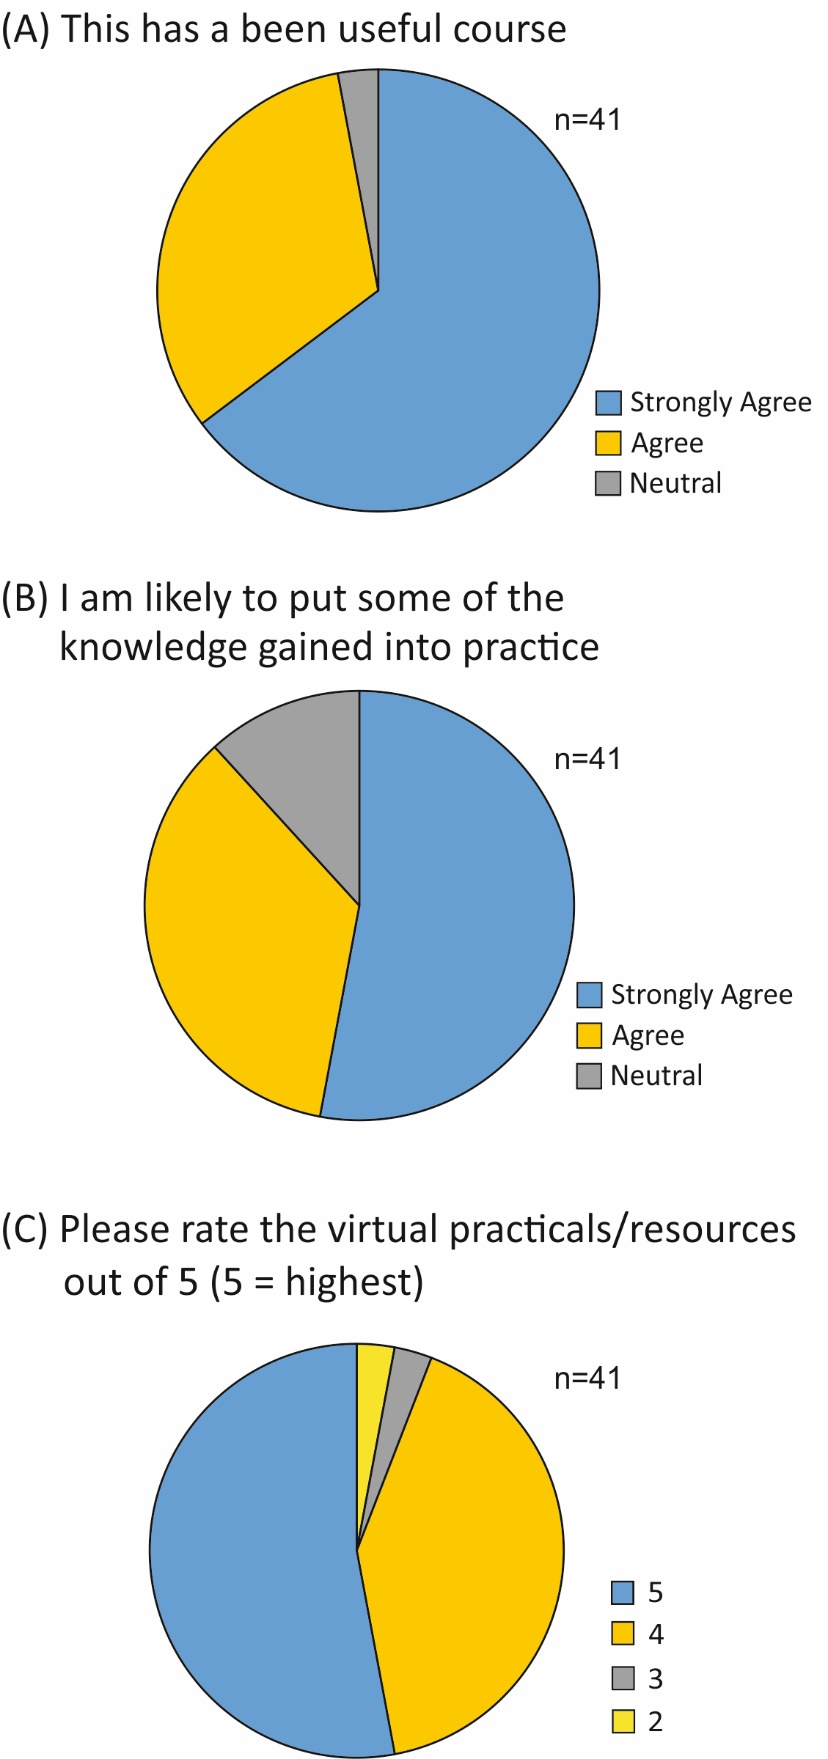 (A) This has a been useful course
n=41
Strongly Agree
Agree
Neutral
(B) I am likely to put some of the
knowledge gained into practice
n=41
Strongly Agree
Agree
Neutral
(C) Please rate the virtual practicals/resources
out of 5 (5 = highest)
n=41
5
4
3
2